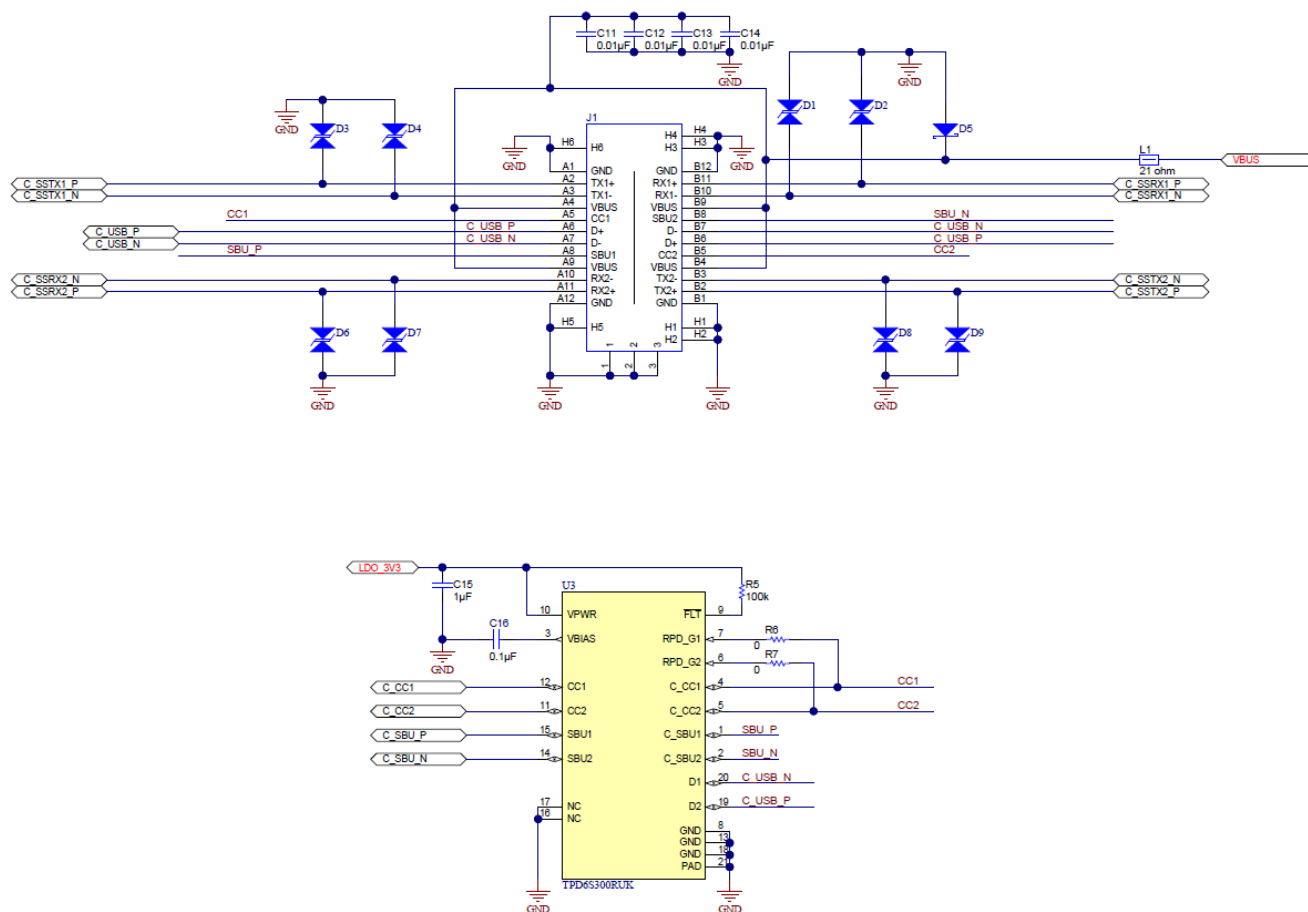 C11 C12 C13 C14
0.01µF 0.01µF 0.01µF 0.01µF
GND
D1 D2
GND
D5
D3 D4
GND
J1
L1
21 ohm
VBUS
GND
H6 H6
H4 H4
H3 H3
GND
A1 GND
GND B12
C_SSTX1_P
A2 TX1+
RX1+ B11
C_SSRX1_P
C_SSTX1_N
A3 TX1-
RX1- B10
C_SSRX1_N
A4 VBUS
VBUS B9
CC1
A5 CC1
SBU2 B8
SBU_N
C_USB_P
C_USB_P
A6 D+
D- B7
C_USB_N
C_USB_N
C_USB_N
A7 D-
D+ B6
C_USB_P
SBU_P
A8 SBU1
CC2 B5
CC2
A9 VBUS
VBUS B4
C_SSRX2_N
A10 RX2-
TX2- B3
C_SSTX2_N
C_SSRX2_P
A11 RX2+
TX2+ B2
C_SSTX2_P
A12 GND
GND B1
H5 H5
H1 H1
H2 H2
1 2 3
1 2 3
D6 D7
D8 D9
GND
GND
GND
GND
LDO_3V3
C15
1µF
U3
R5
100k
10 VPWR
FLT 9
C16
0.1µF
3 VBIAS
RPD_G1 7
R6
0
GND
RPD_G2 6
R7
0
C_CC1
12 CC1
C_CC1 4
CC1
C_CC2
11 CC2
C_CC2 5
CC2
C_SBU_P
15 SBU1
C_SBU1 1
SBU_P
C_SBU_N
14 SBU2
C_SBU2 2
SBU_N
D1 20
C_USB_N
D2 19
C_USB_P
17 NC
16 NC
GND 8
GND 13
GND 18
PAD 21
TPD6S300RUK
GND
GND